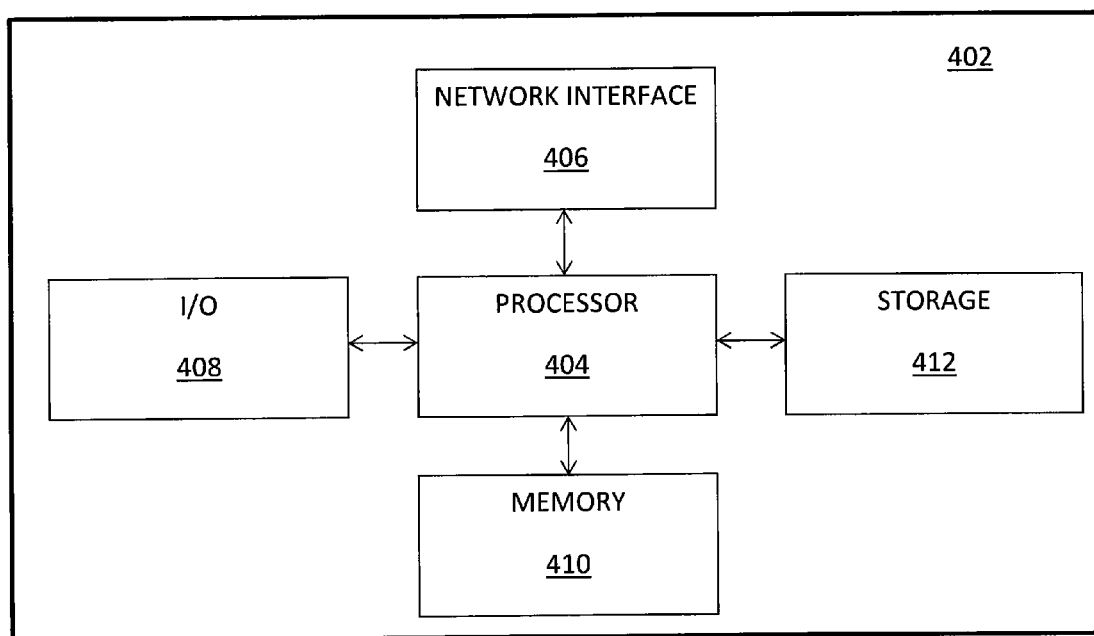 402
NETWORK INTERFACE
406
I/O
408
PROCESSOR
404
STORAGE
412
MEMORY
410